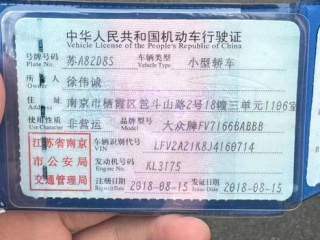 中华人民共和国机动车行驶证
Vehicle License of the People's Republic of China
号牌号码 苏A82D8S 车辆类型 小型轿车
Plate No. Vehicle Type
所有人 徐伟诚
Owner
住址 南京市栖霞区笆斗山路2号18幢三单元1106室
Address
使用性质 非营运 品牌型号 大众牌FV7166BABBB
Use Character Model
江苏省南京市公安局交通管理局
车辆识别代号 LFV2A21K8J4160714
VIN
发动机号码 KL3175
Engine No.
注册日期 2018-08-15 发证日期 2018-08-15
Register Date Issue Date